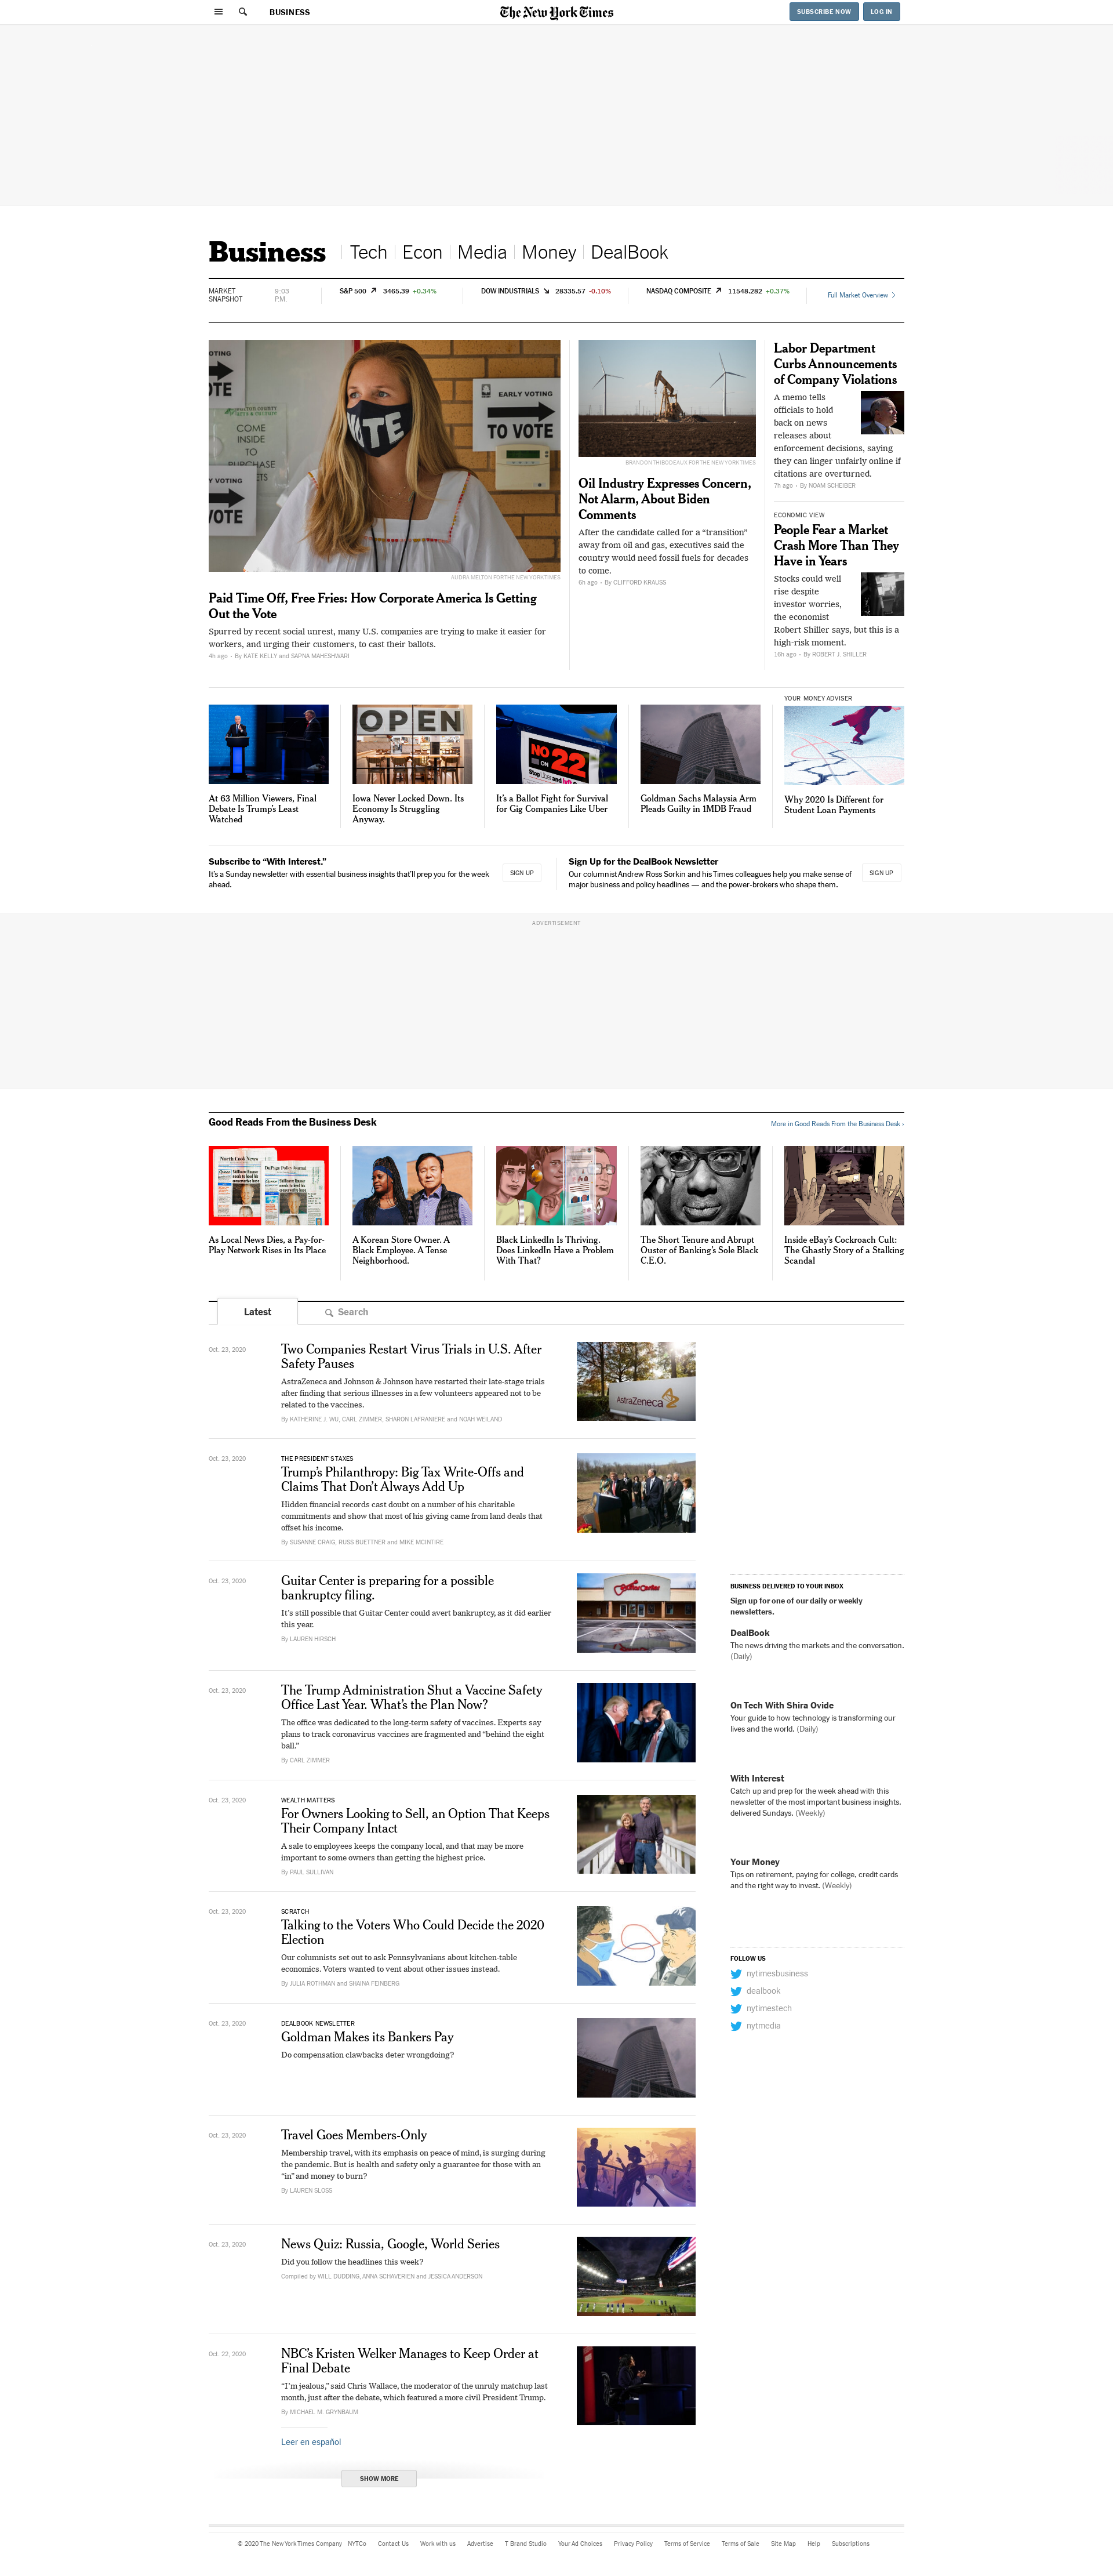 BUSINESS
The New York Times
SUBSCRIBE NOW
LOG IN
Business
Tech
Econ
Media
Money
DealBook
MARKET
SNAPSHOT
9:03
P.M.
S&P 500 3465.39 +0.34%
DOW INDUSTRIALS 28335.57 -0.10%
NASDAQ COMPOSITE 11548.282 +0.37%
Full Market Overview
VOTING
TO VOTE
COME
INSIDE
TO
PURCHASE
VOTE
EARLY VOTING
TO VOTE
AUDRA MELTON FOR THE NEW YORK TIMES
Paid Time Off, Free Fries: How Corporate America Is Getting
Out the Vote
Spurred by recent social unrest, many U.S. companies are trying to make it easier for
workers, and urging their customers, to cast their ballots.
4h ago · By KATE KELLY and SAPNA MAHESHWARI
BRANDON THIBODEAUX FOR THE NEW YORK TIMES
Oil Industry Expresses Concern,
Not Alarm, About Biden
Comments
After the candidate called for a “transition”
away from oil and gas, executives said the
country would need fossil fuels for decades
to come.
6h ago · By CLIFFORD KRAUSS
Labor Department
Curbs Announcements
of Company Violations
A memo tells
officials to hold
back on news
releases about
enforcement decisions, saying
they can linger unfairly online if
citations are overturned.
7h ago · By NOAM SCHEIBER
ECONOMIC VIEW
People Fear a Market
Crash More Than They
Have in Years
Stocks could well
rise despite
investor worries,
the economist
Robert Shiller says, but this is a
high-risk moment.
16h ago · By ROBERT J. SHILLER
At 63 Million Viewers, Final
Debate Is Trump’s Least
Watched
OPEN
Iowa Never Locked Down. Its
Economy Is Struggling
Anyway.
NO
ON 22
It’s a Ballot Fight for Survival
for Gig Companies Like Uber
Goldman Sachs Malaysia Arm
Pleads Guilty in 1MDB Fraud
YOUR MONEY ADVISER
Why 2020 Is Different for
Student Loan Payments
Subscribe to “With Interest.”
It’s a Sunday newsletter with essential business insights that’ll prep you for the week
ahead.
SIGN UP
Sign Up for the DealBook Newsletter
Our columnist Andrew Ross Sorkin and his Times colleagues help you make sense of
major business and policy headlines — and the power-brokers who shape them.
SIGN UP
ADVERTISEMENT
Good Reads From the Business Desk
More in Good Reads From the Business Desk ›
North Cook News
DuPage Policy Journal
As Local News Dies, a Pay-for-
Play Network Rises in Its Place
A Korean Store Owner. A
Black Employee. A Tense
Neighborhood.
Black LinkedIn Is Thriving.
Does LinkedIn Have a Problem
With That?
The Short Tenure and Abrupt
Ouster of Banking’s Sole Black
C.E.O.
Inside eBay’s Cockroach Cult:
The Ghastly Story of a Stalking
Scandal
Latest
Search
Oct. 23, 2020
Two Companies Restart Virus Trials in U.S. After
Safety Pauses
AstraZeneca and Johnson & Johnson have restarted their late-stage trials
after finding that serious illnesses in a few volunteers appeared not to be
related to the vaccines.
By KATHERINE J. WU, CARL ZIMMER, SHARON LAFRANIERE and NOAH WEILAND
AstraZeneca
Oct. 23, 2020
THE PRESIDENT’S TAXES
Trump’s Philanthropy: Big Tax Write-Offs and
Claims That Don’t Always Add Up
Hidden financial records cast doubt on a number of his charitable
commitments and show that most of his giving came from land deals that
offset his income.
By SUSANNE CRAIG, RUSS BUETTNER and MIKE MCINTIRE
Oct. 23, 2020
Guitar Center is preparing for a possible
bankruptcy filing.
It’s still possible that Guitar Center could avert bankruptcy, as it did earlier
this year.
By LAUREN HIRSCH
Guitar Center
Oct. 23, 2020
The Trump Administration Shut a Vaccine Safety
Office Last Year. What’s the Plan Now?
The office was dedicated to the long-term safety of vaccines. Experts say
plans to track coronavirus vaccines are fragmented and “behind the eight
ball.”
By CARL ZIMMER
Oct. 23, 2020
WEALTH MATTERS
For Owners Looking to Sell, an Option That Keeps
Their Company Intact
A sale to employees keeps the company local, and that may be more
important to some owners than getting the highest price.
By PAUL SULLIVAN
Oct. 23, 2020
SCRATCH
Talking to the Voters Who Could Decide the 2020
Election
Our columnists set out to ask Pennsylvanians about kitchen-table
economics. Voters wanted to vent about other issues instead.
By JULIA ROTHMAN and SHAINA FEINBERG
Oct. 23, 2020
DEALBOOK NEWSLETTER
Goldman Makes its Bankers Pay
Do compensation clawbacks deter wrongdoing?
Oct. 23, 2020
Travel Goes Members-Only
Membership travel, with its emphasis on peace of mind, is surging during
the pandemic. But is health and safety only a guarantee for those with an
“in” and money to burn?
By LAUREN SLOSS
Oct. 23, 2020
News Quiz: Russia, Google, World Series
Did you follow the headlines this week?
Compiled by WILL DUDDING, ANNA SCHAVERIEN and JESSICA ANDERSON
Oct. 22, 2020
NBC’s Kristen Welker Manages to Keep Order at
Final Debate
“I’m jealous,” said Chris Wallace, the moderator of the unruly matchup last
month, just after the debate, which featured a more civil President Trump.
By MICHAEL M. GRYNBAUM
Leer en español
SHOW MORE
BUSINESS DELIVERED TO YOUR INBOX
Sign up for one of our daily or weekly
newsletters.
DealBook
The news driving the markets and the conversation.
(Daily)
On Tech With Shira Ovide
Your guide to how technology is transforming our
lives and the world. (Daily)
With Interest
Catch up and prep for the week ahead with this
newsletter of the most important business insights,
delivered Sundays. (Weekly)
Your Money
Tips on retirement, paying for college, credit cards
and the right way to invest. (Weekly)
FOLLOW US
nytimesbusiness
dealbook
nytimestech
nytmedia
© 2020 The New York Times Company NYTCo Contact Us Work with us Advertise T Brand Studio Your Ad Choices Privacy Policy Terms of Service Terms of Sale Site Map Help Subscriptions